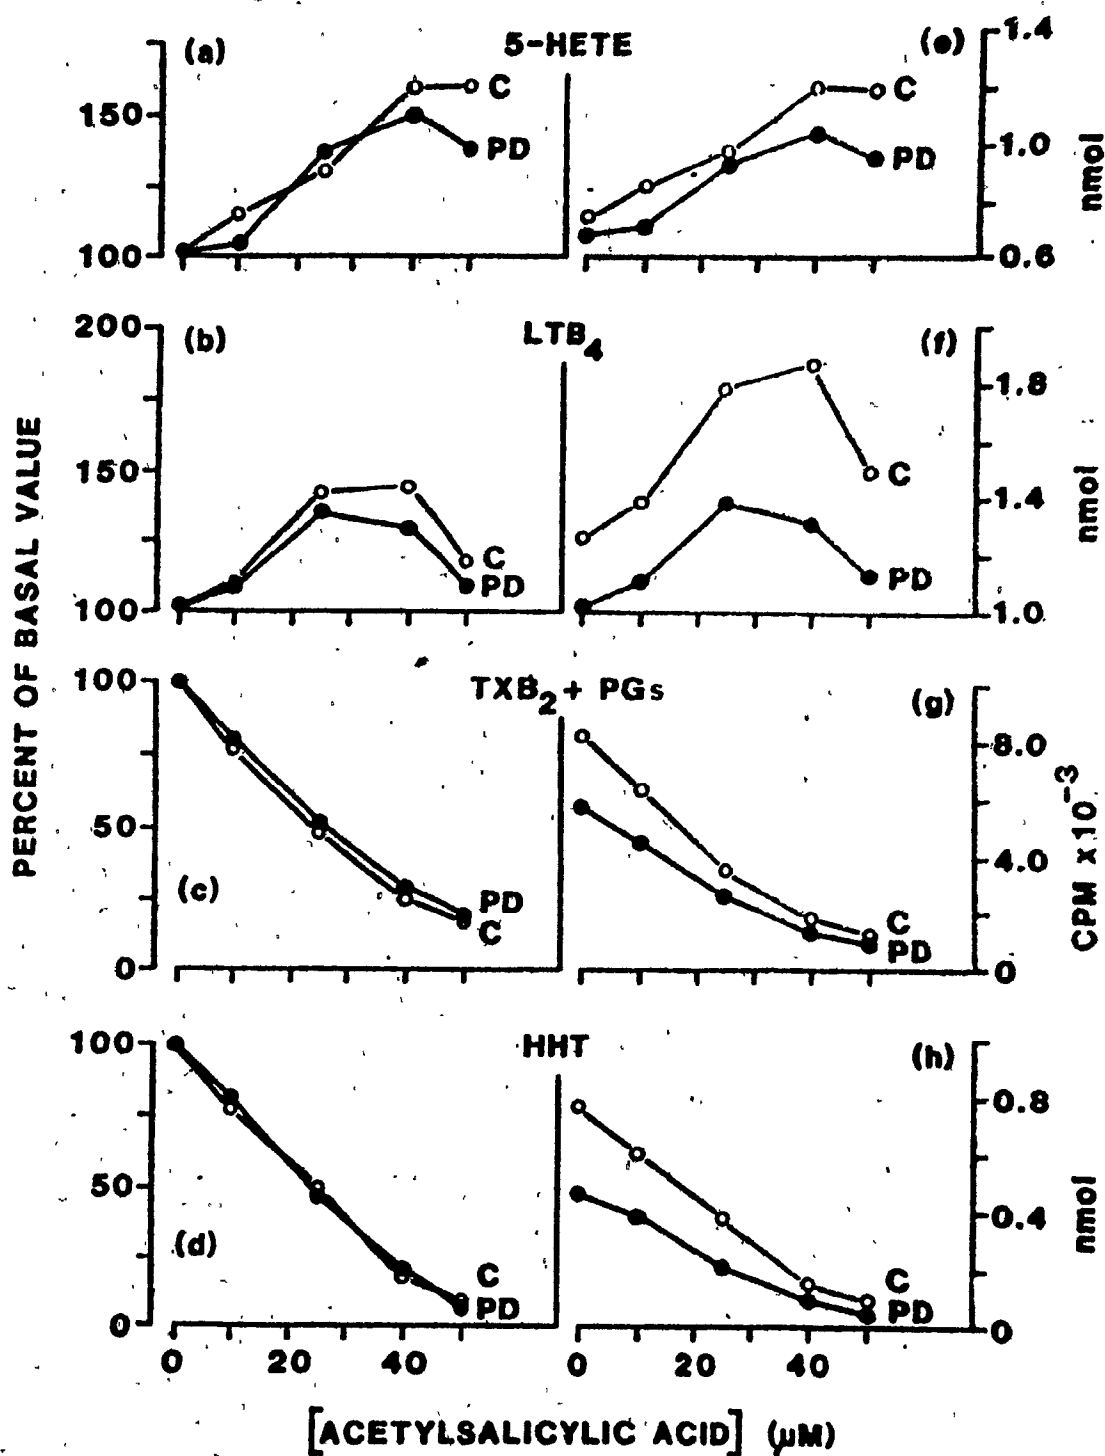 (a) 5-HETE (e)
1.4
150
C
PD
C
PD
1.0
nmol
100
0.6
200
(b) LTB4 (f)
1.8
150
C
PD
C
PD
1.4
nmol
100
1.0
PERCENT OF BASAL VALUE
100
TXB2 + PGs
(g)
8.0
50
(c)
PD
C
C
PD
4.0
CPM x10-3
0
0
100
HHT
(h)
0.8
50
(d)
C
PD
C
PD
0.4
nmol
0
0
0 20 40 0 20 40
[ACETYLSALICYLIC ACID] (μM)